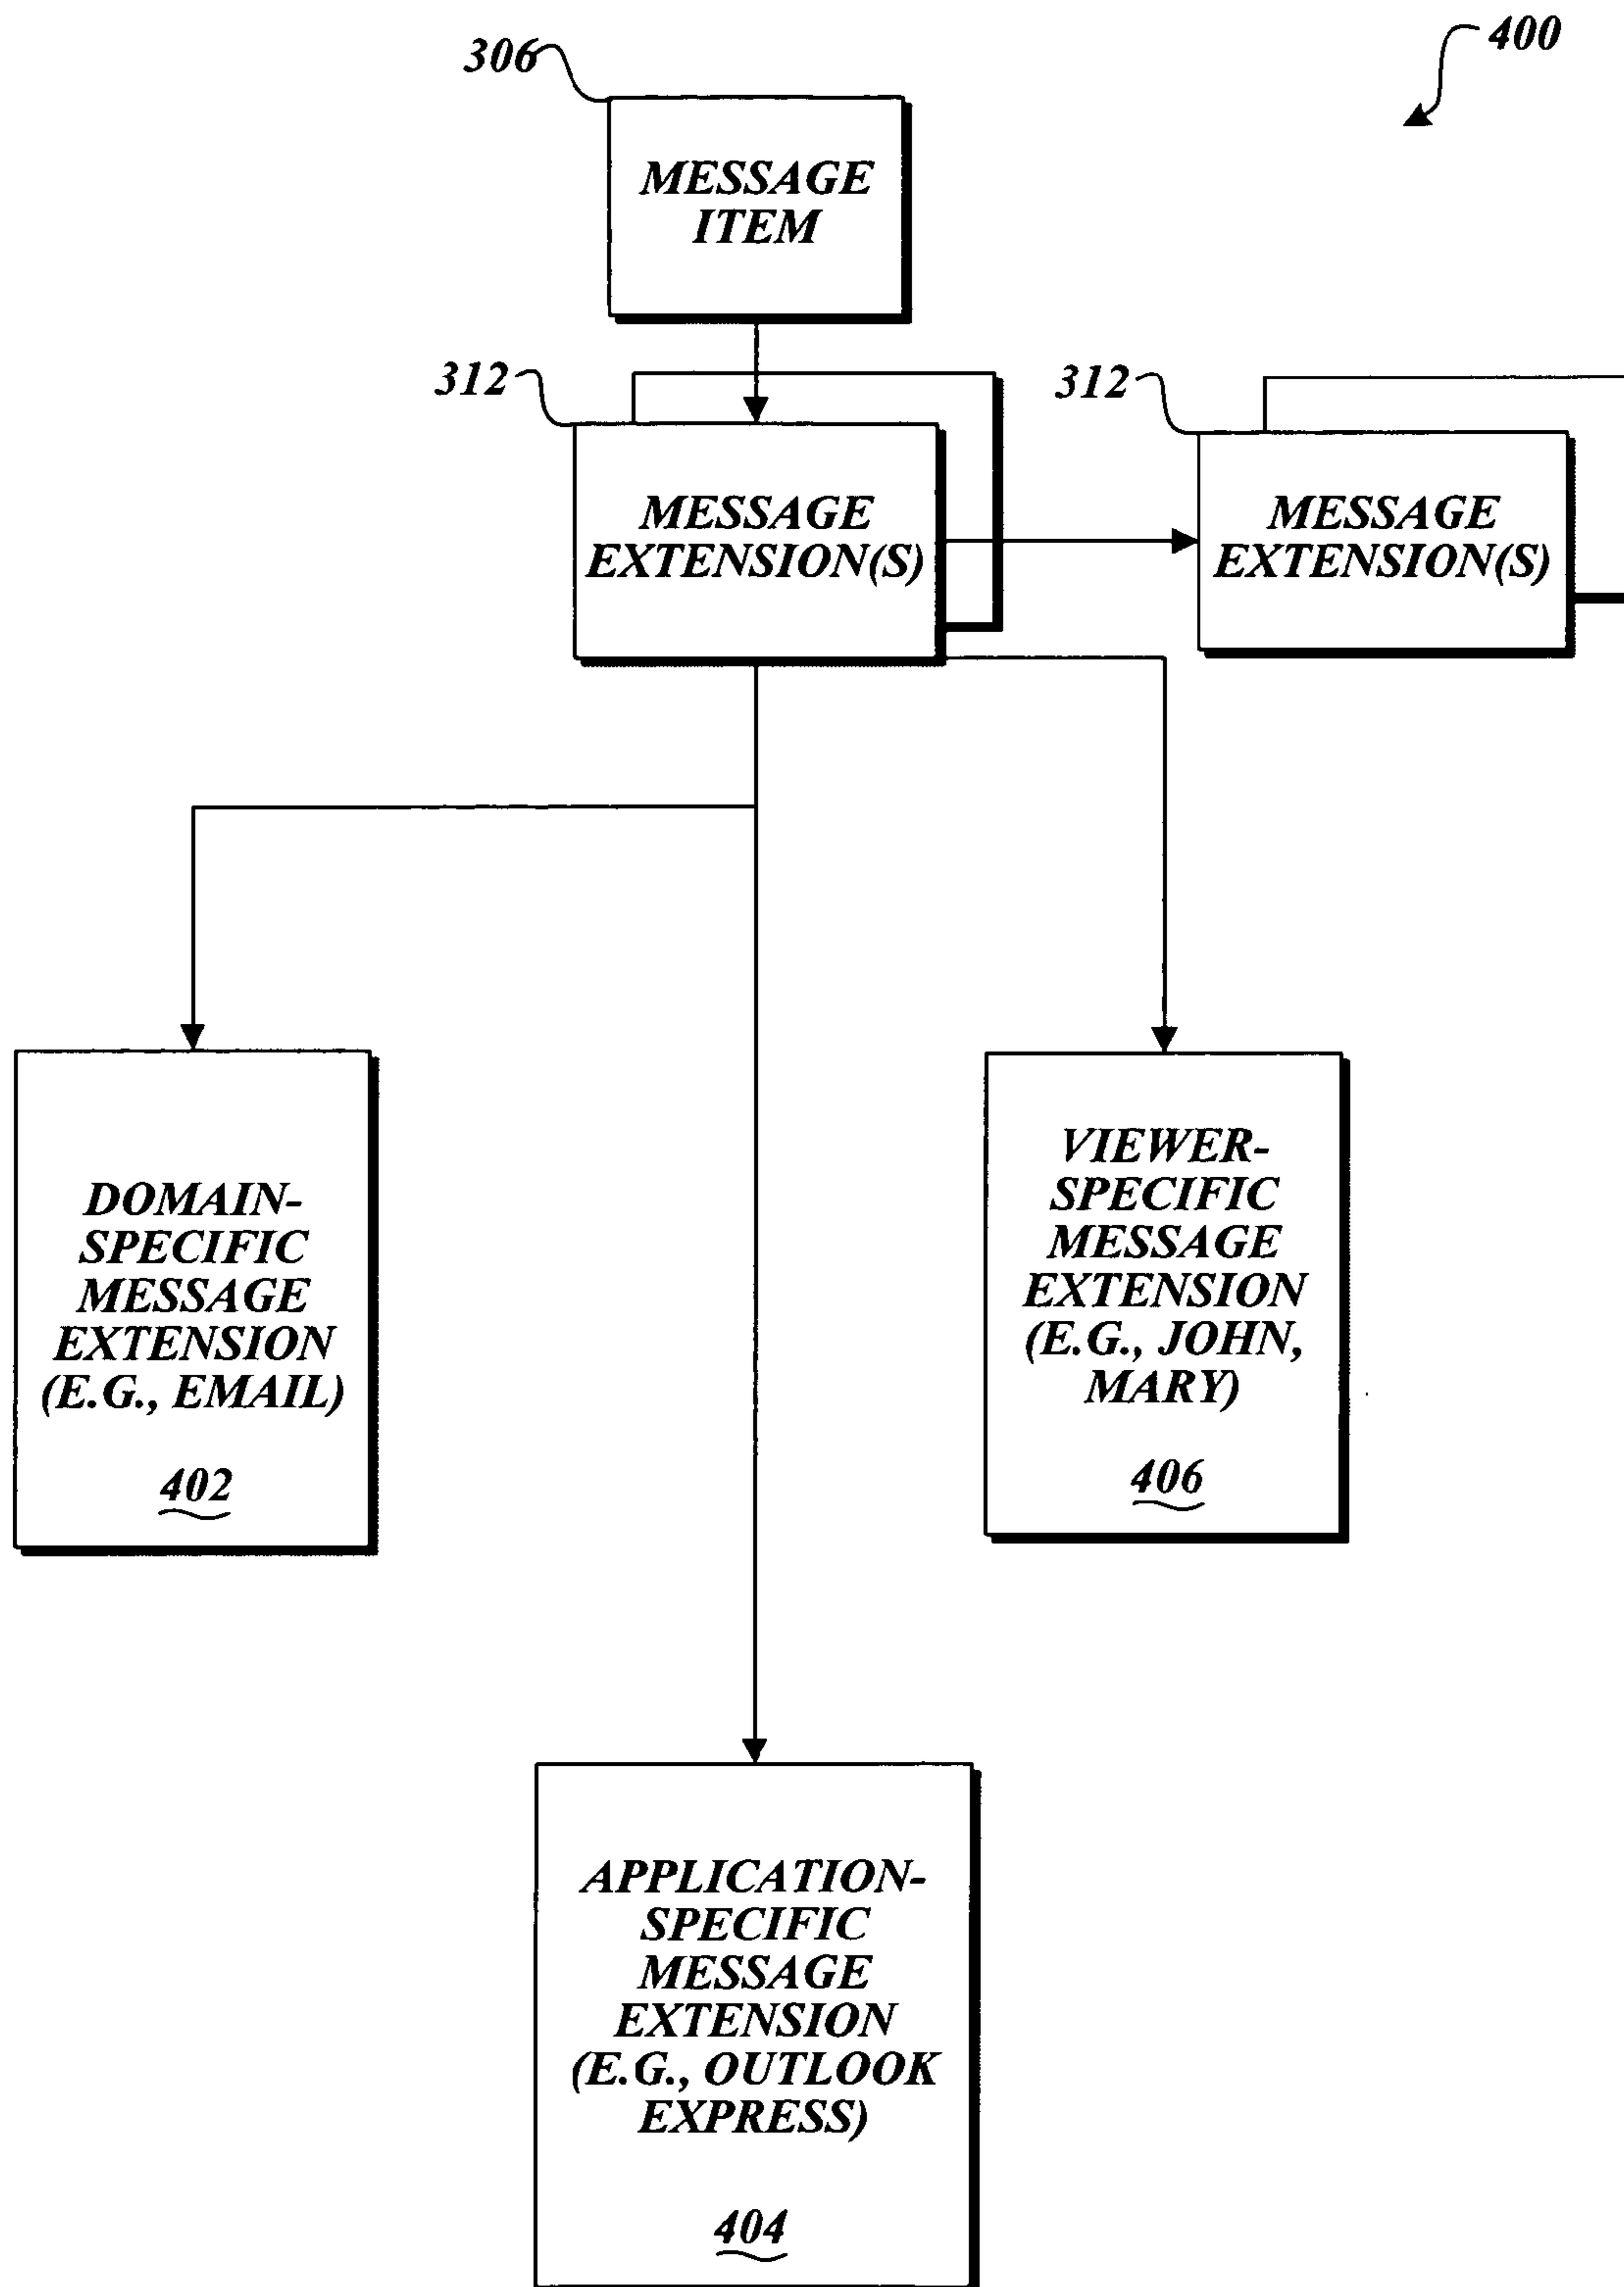 400
306
MESSAGE
ITEM
312
MESSAGE
EXTENSION(S)
312
MESSAGE
EXTENSION(S)
DOMAIN-
SPECIFIC
MESSAGE
EXTENSION
(E.G., EMAIL)
402
VIEWER-
SPECIFIC
MESSAGE
EXTENSION
(E.G., JOHN,
MARY)
406
APPLICATION-
SPECIFIC
MESSAGE
EXTENSION
(E.G., OUTLOOK
EXPRESS)
404